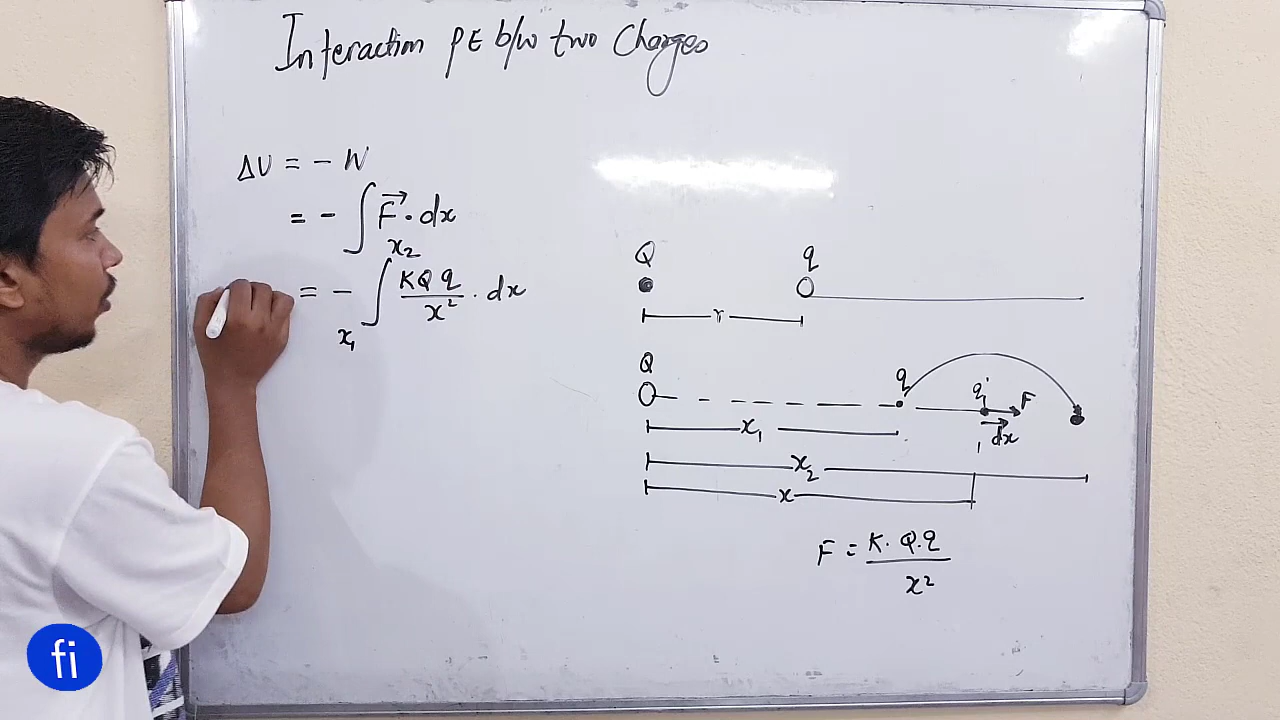 Interaction PE b/w two Charges
ΔU = - W
= - ∫ F⃗ . dx
x₂
= - ∫ KQq/x² . dx
x₁
Q q
r
Q q q F
dx
x₁
x₂
x
F = K. Q.q/x²
fi